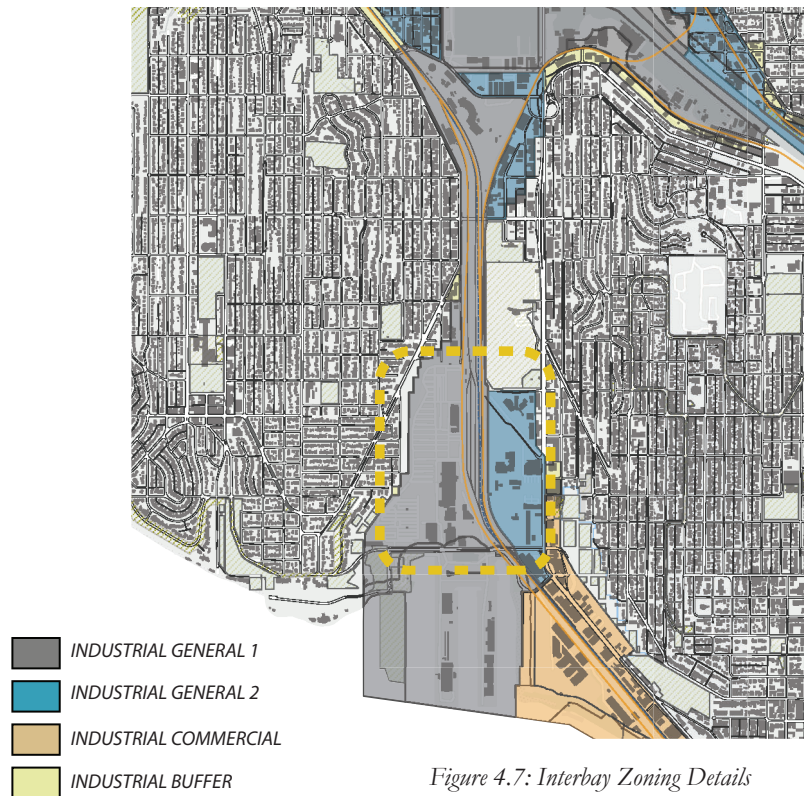 INDUSTRIAL GENERAL 1
INDUSTRIAL GENERAL 2
INDUSTRIAL COMMERCIAL
INDUSTRIAL BUFFER
Figure 4.7: Interbay Zoning Details